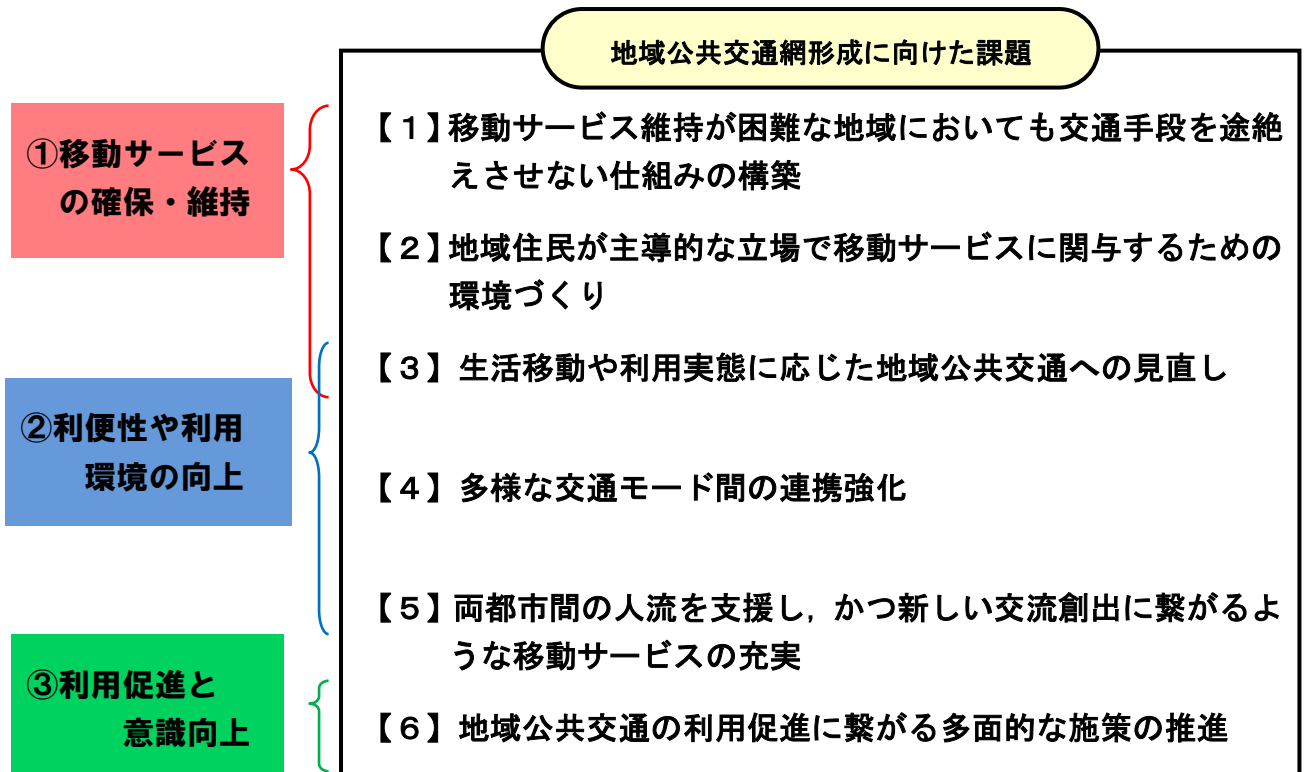 地域公共交通網形成に向けた課題
①移動サービス
の確保・維持
【１】移動サービス維持が困難な地域においても交通手段を途絶
えさせない仕組みの構築
【２】地域住民が主導的な立場で移動サービスに関与するための
環境づくり
【３】生活移動や利用実態に応じた地域公共交通への見直し
②利便性や利用
環境の向上
【４】多様な交通モード間の連携強化
【５】両都市間の人流を支援し，かつ新しい交流創出に繋がるよ
うな移動サービスの充実
③利用促進と
意識向上
【６】地域公共交通の利用促進に繋がる多面的な施策の推進